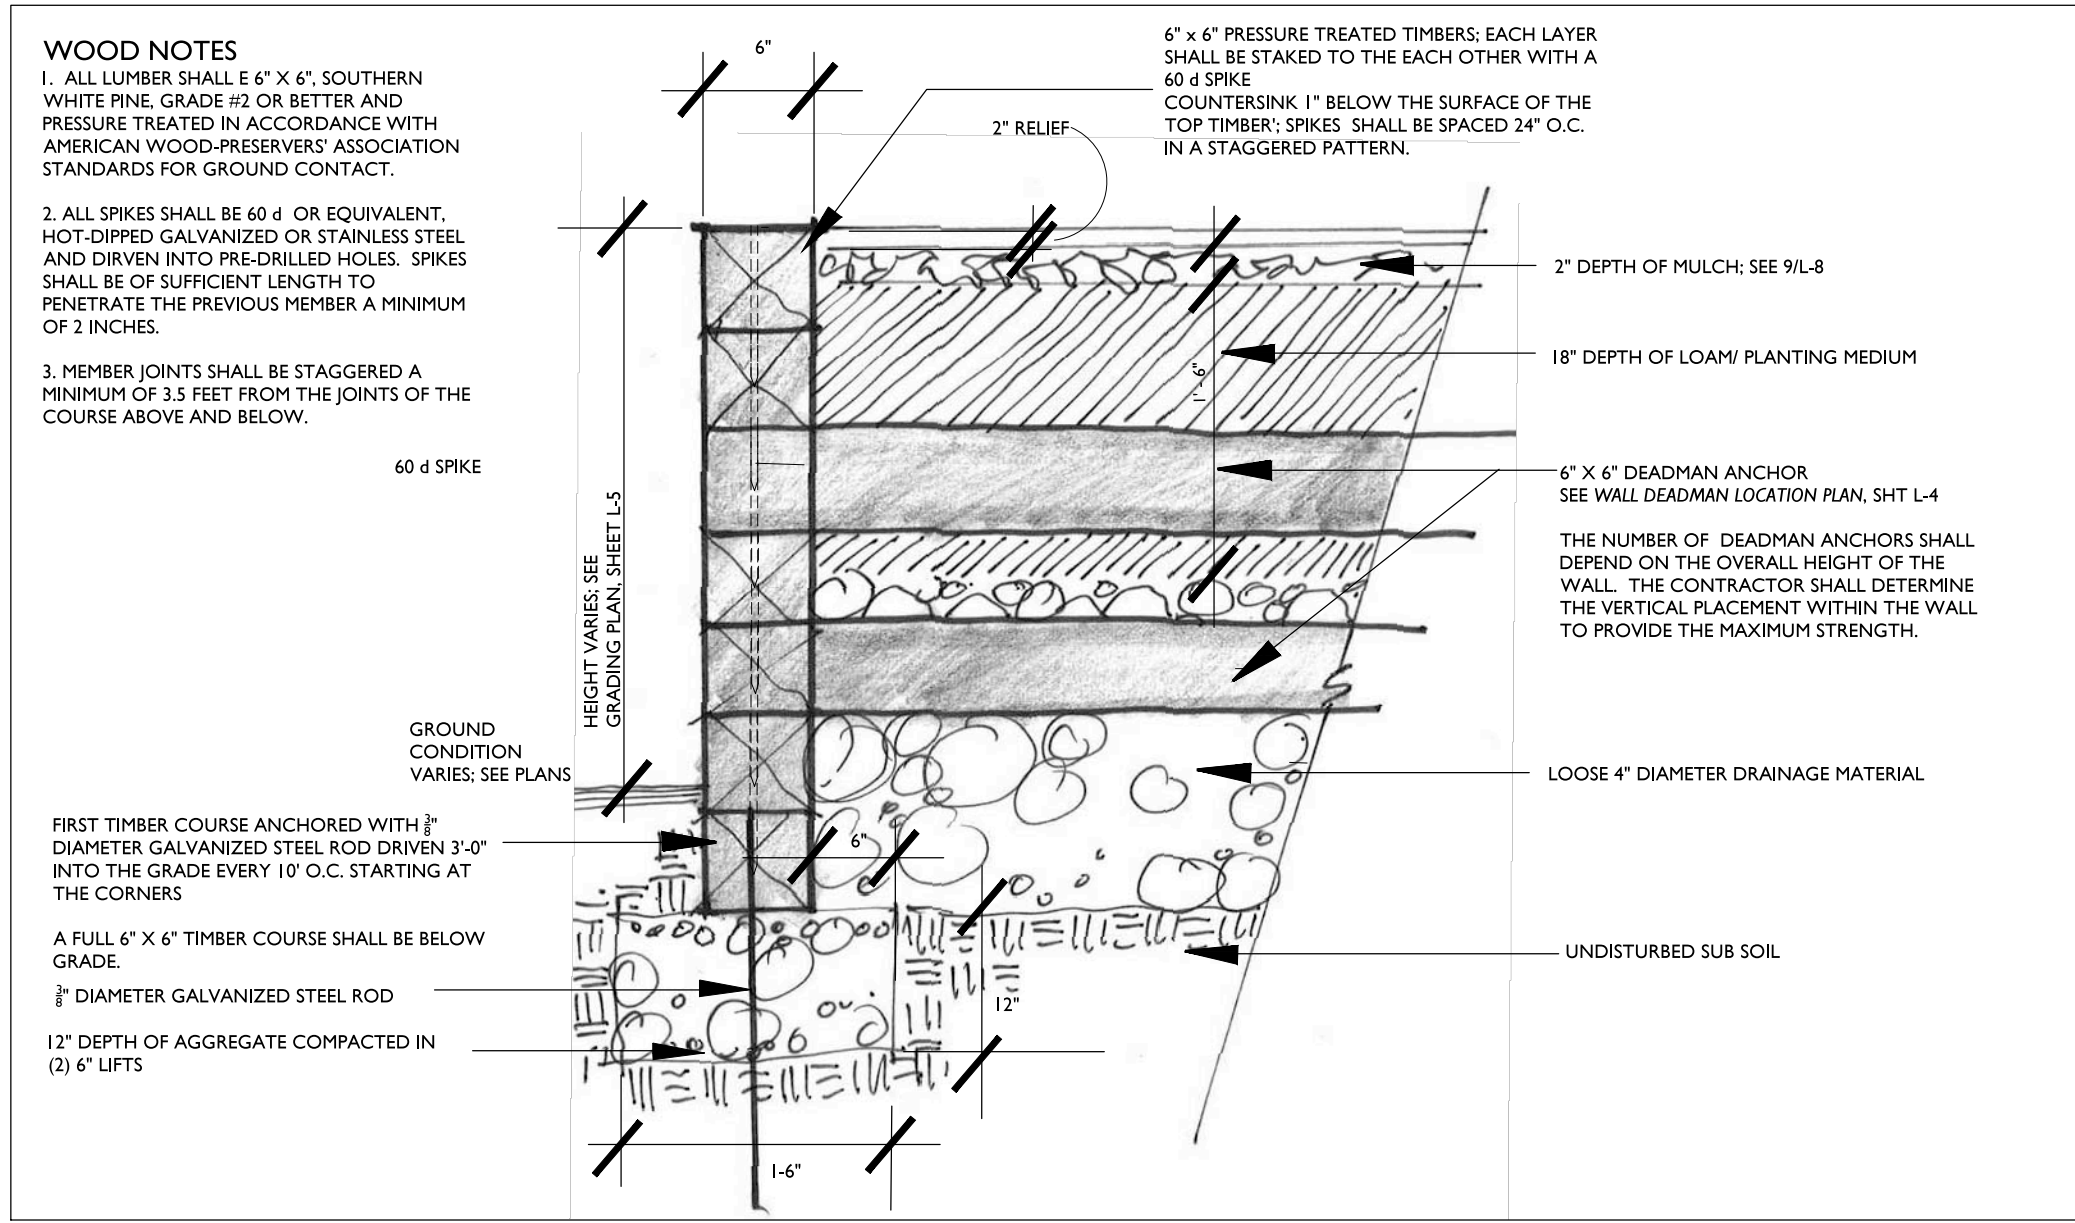 WOOD NOTES
1. ALL LUMBER SHALL E 6" X 6", SOUTHERN
WHITE PINE, GRADE #2 OR BETTER AND
PRESSURE TREATED IN ACCORDANCE WITH
AMERICAN WOOD-PRESERVERS' ASSOCIATION
STANDARDS FOR GROUND CONTACT.
2. ALL SPIKES SHALL BE 60 d OR EQUIVALENT,
HOT-DIPPED GALVANIZED OR STAINLESS STEEL
AND DIRVEN INTO PRE-DRILLED HOLES. SPIKES
SHALL BE OF SUFFICIENT LENGTH TO
PENETRATE THE PREVIOUS MEMBER A MINIMUM
OF 2 INCHES.
3. MEMBER JOINTS SHALL BE STAGGERED A
MINIMUM OF 3.5 FEET FROM THE JOINTS OF THE
COURSE ABOVE AND BELOW.
60 d SPIKE
HEIGHT VARIES; SEE
GRADING PLAN, SHEET L-5
GROUND
CONDITION
VARIES; SEE PLANS
FIRST TIMBER COURSE ANCHORED WITH 3/8"
DIAMETER GALVANIZED STEEL ROD DRIVEN 3'-0"
INTO THE GRADE EVERY 10' O.C. STARTING AT
THE CORNERS
A FULL 6" X 6" TIMBER COURSE SHALL BE BELOW
GRADE.
3/8" DIAMETER GALVANIZED STEEL ROD
12" DEPTH OF AGGREGATE COMPACTED IN
(2) 6" LIFTS
6"
2" RELIEF
6" x 6" PRESSURE TREATED TIMBERS; EACH LAYER
SHALL BE STAKED TO THE EACH OTHER WITH A
60 d SPIKE
COUNTERSINK 1" BELOW THE SURFACE OF THE
TOP TIMBER'; SPIKES SHALL BE SPACED 24" O.C.
IN A STAGGERED PATTERN.
2" DEPTH OF MULCH; SEE 9/L-8
18" DEPTH OF LOAM/ PLANTING MEDIUM
1'-6"
6" X 6" DEADMAN ANCHOR
SEE WALL DEADMAN LOCATION PLAN, SHT L-4
THE NUMBER OF DEADMAN ANCHORS SHALL
DEPEND ON THE OVERALL HEIGHT OF THE
WALL. THE CONTRACTOR SHALL DETERMINE
THE VERTICAL PLACEMENT WITHIN THE WALL
TO PROVIDE THE MAXIMUM STRENGTH.
LOOSE 4" DIAMETER DRAINAGE MATERIAL
6"
UNDISTURBED SUB SOIL
12"
1-6"